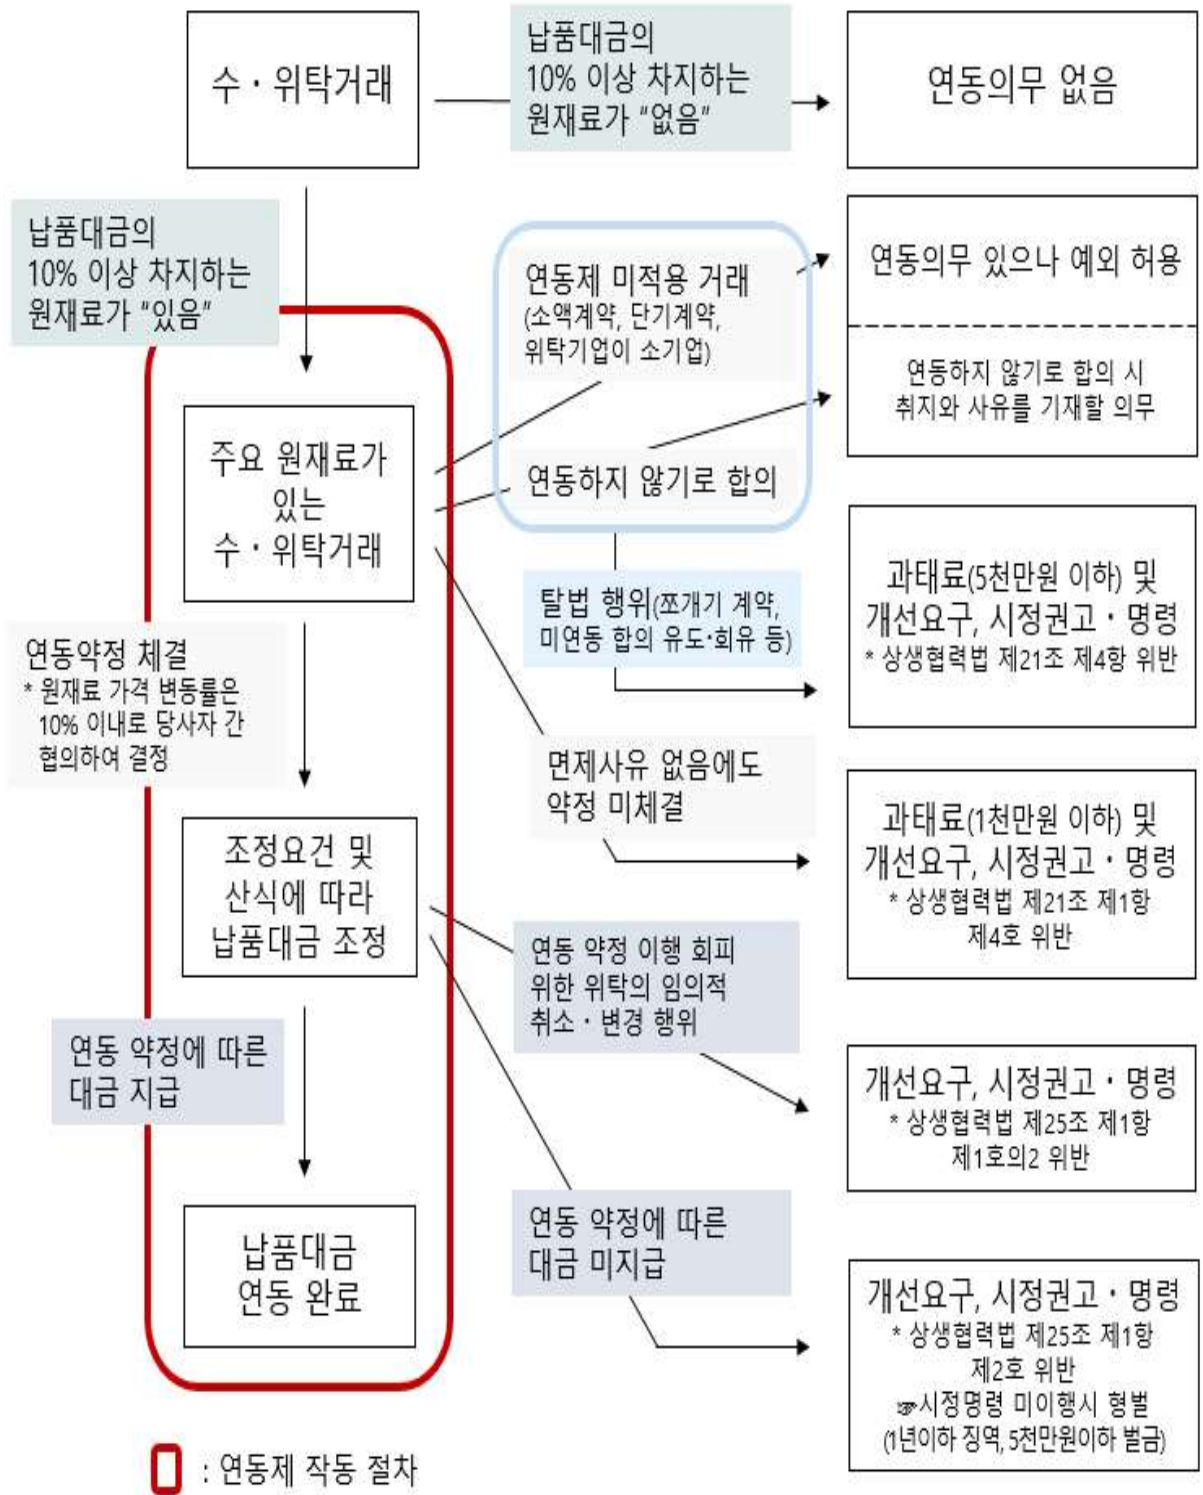 수・위탁거래
납품대금의
10% 이상 차지하는
원재료가 "없음"
연동의무 없음
납품대금의
10% 이상 차지하는
원재료가 "있음"
연동제 미적용 거래
(소액계약, 단기계약,
위탁기업이 소기업)
연동의무 있으나 예외 허용
연동하지 않기로 합의 시
취지와 사유를 기재할 의무
주요 원재료가
있는
수・위탁거래
연동하지 않기로 합의
탈법 행위(쪼개기 계약,
미연동 합의 유도·회유 등)
과태료(5천만원 이하) 및
개선요구, 시정권고・명령
* 상생협력법 제21조 제4항 위반
연동약정 체결
* 원재료 가격 변동률은
10% 이내로 당사자 간
협의하여 결정
면제사유 없음에도
약정 미체결
과태료(1천만원 이하) 및
개선요구, 시정권고・명령
* 상생협력법 제21조 제1항
제4호 위반
조정요건 및
산식에 따라
납품대금 조정
연동 약정 이행 회피
위한 위탁의 임의적
취소・변경 행위
개선요구, 시정권고・명령
* 상생협력법 제25조 제1항
제1호의2 위반
연동 약정에 따른
대금 지급
연동 약정에 따른
대금 미지급
납품대금
연동 완료
개선요구, 시정권고・명령
* 상생협력법 제25조 제1항
제2호 위반
☞시정명령 미이행시 형벌
(1년이하 징역, 5천만원이하 벌금)
: 연동제 작동 절차